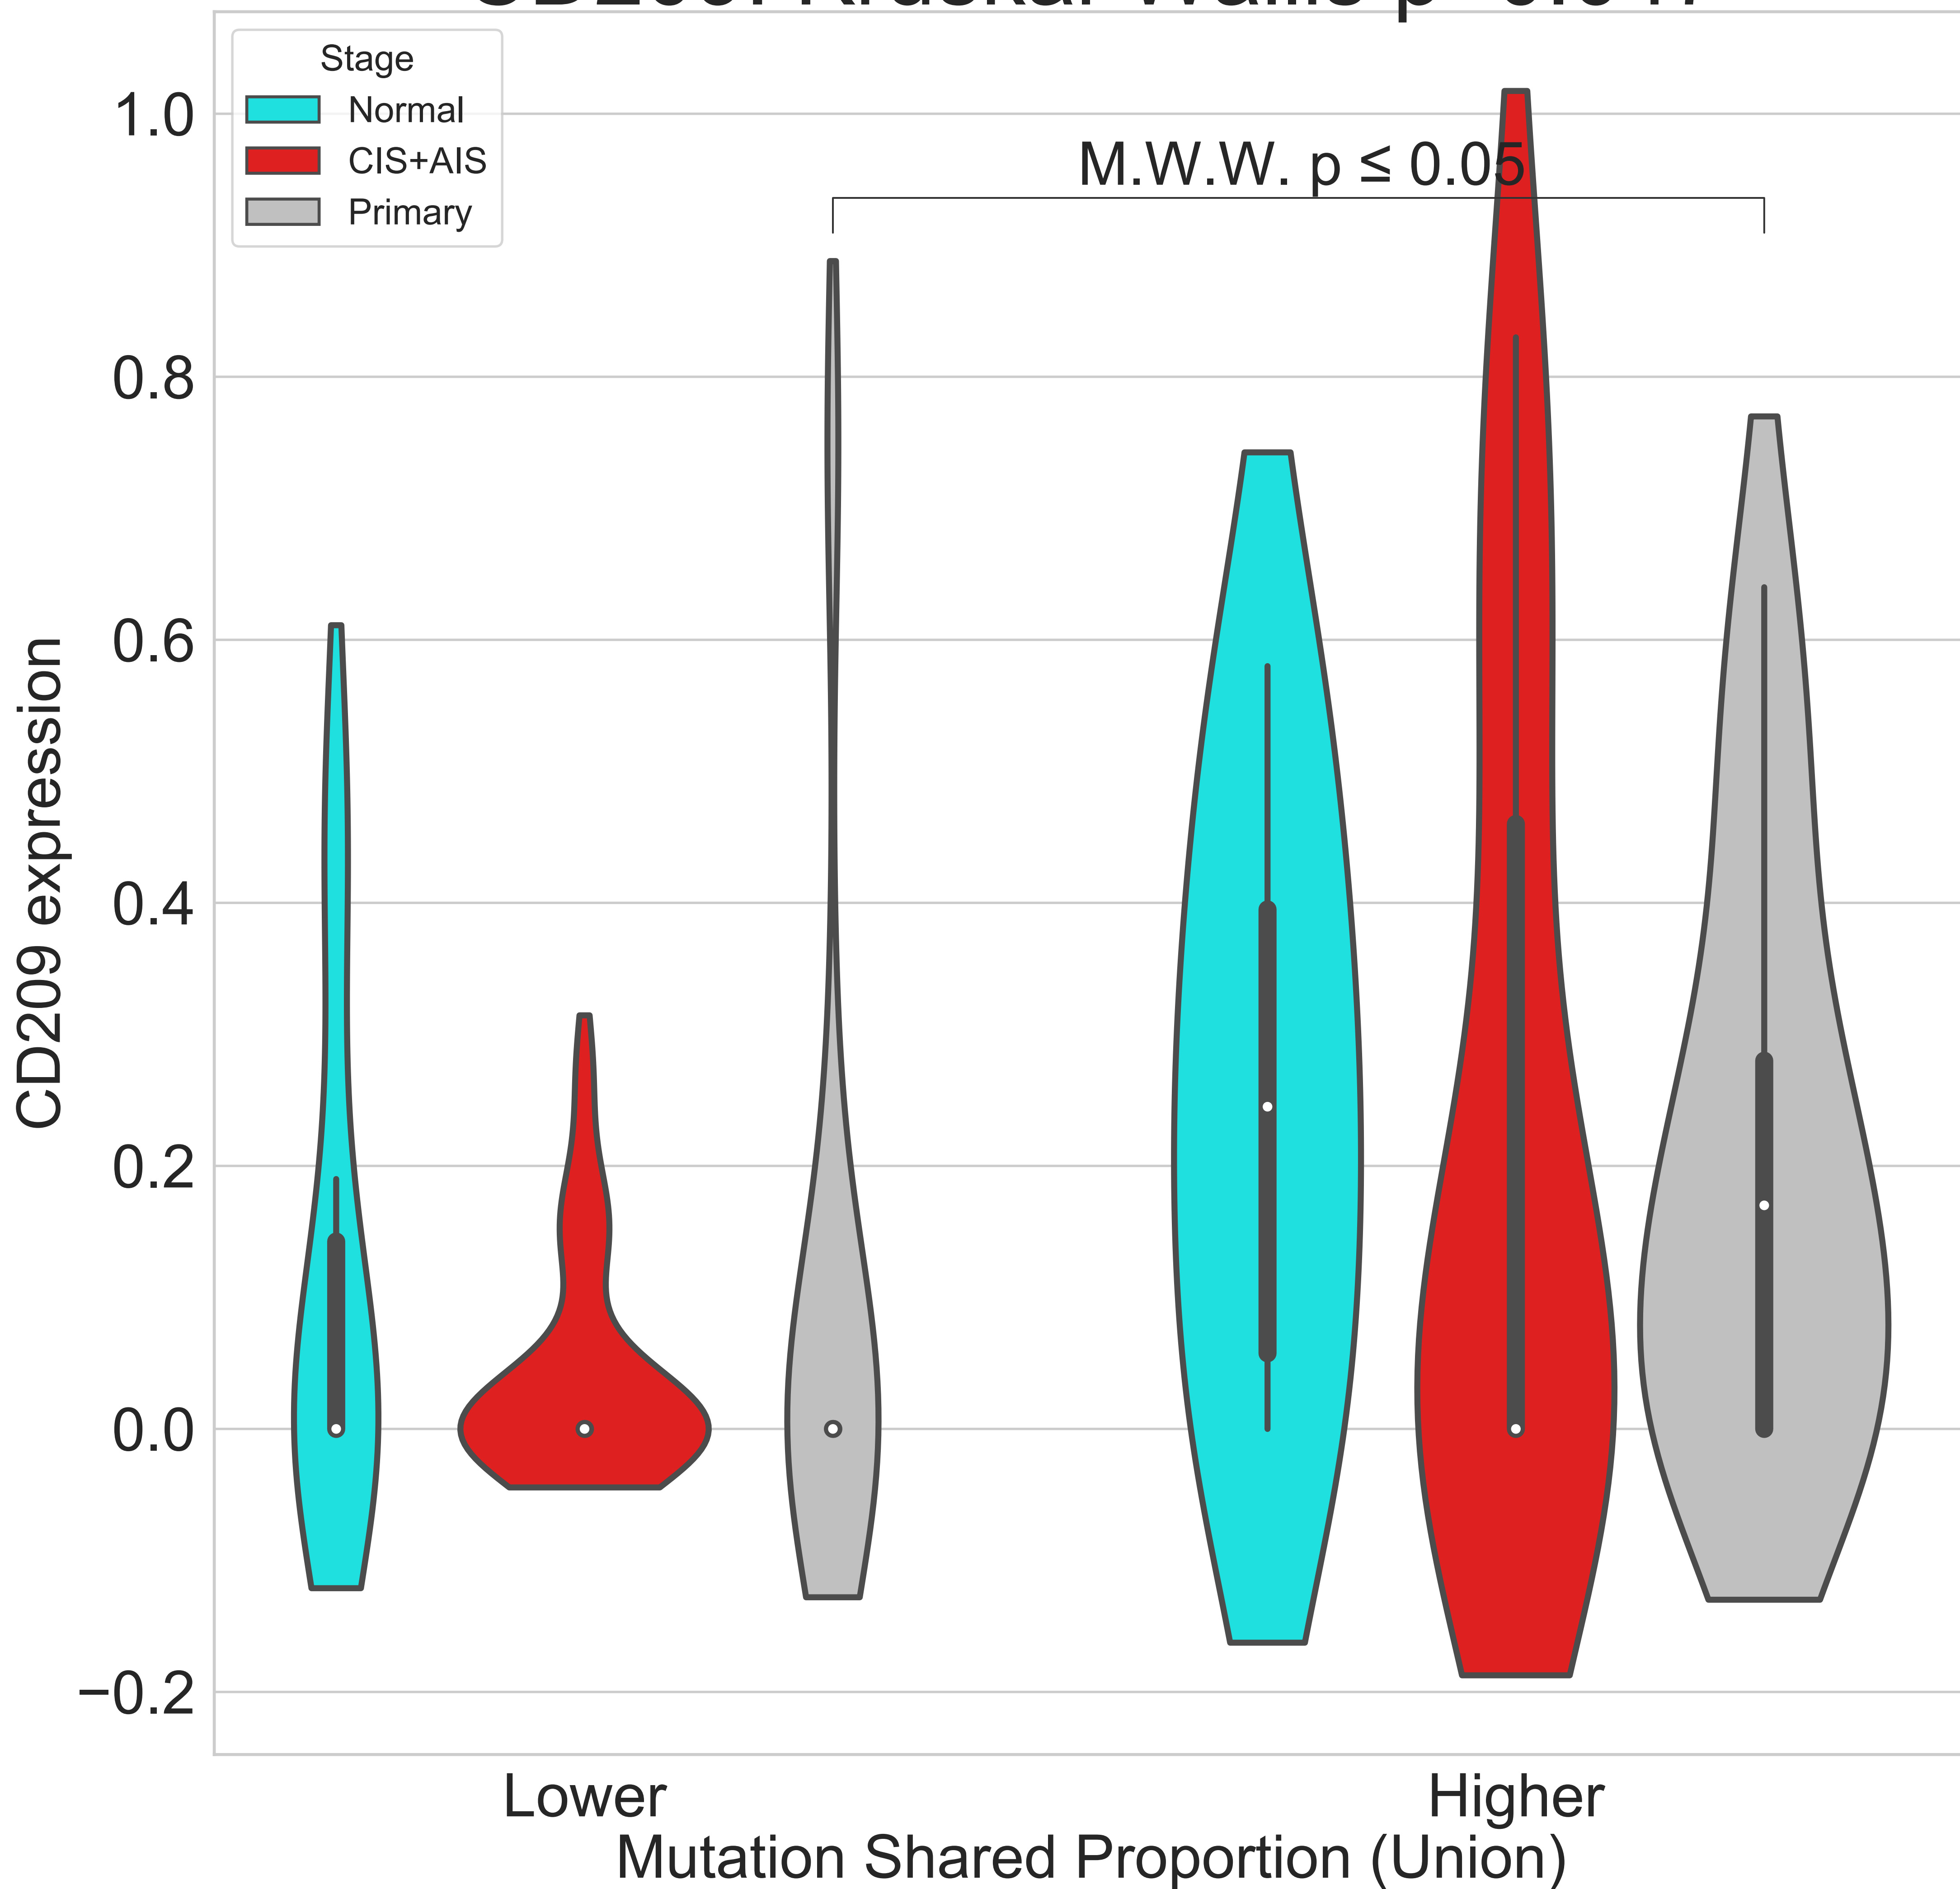 Stage
Normal
CIS+AIS
Primary
M.W.W. p ≤ 0.05
1.0
0.8
0.6
0.4
0.2
0.0
−0.2
CD209 expression
Lower
Higher
Mutation Shared Proportion (Union)